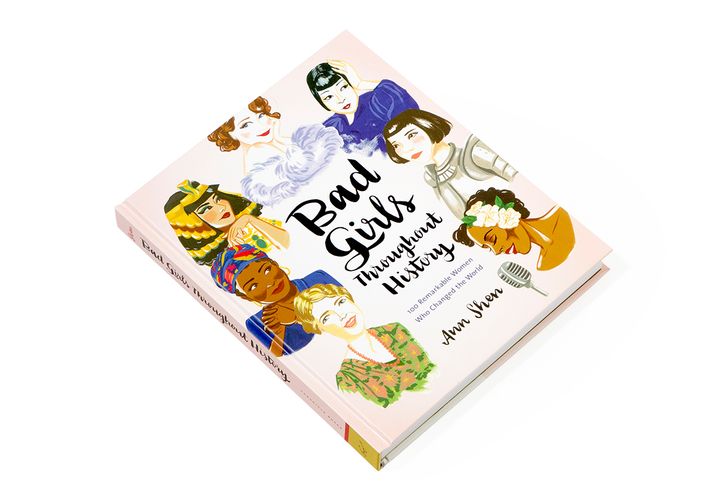 Bad
Girls
Throughout
History
100 Remarkable Women
Who Changed the World
Ann Shen
Bad Girls Throughout History